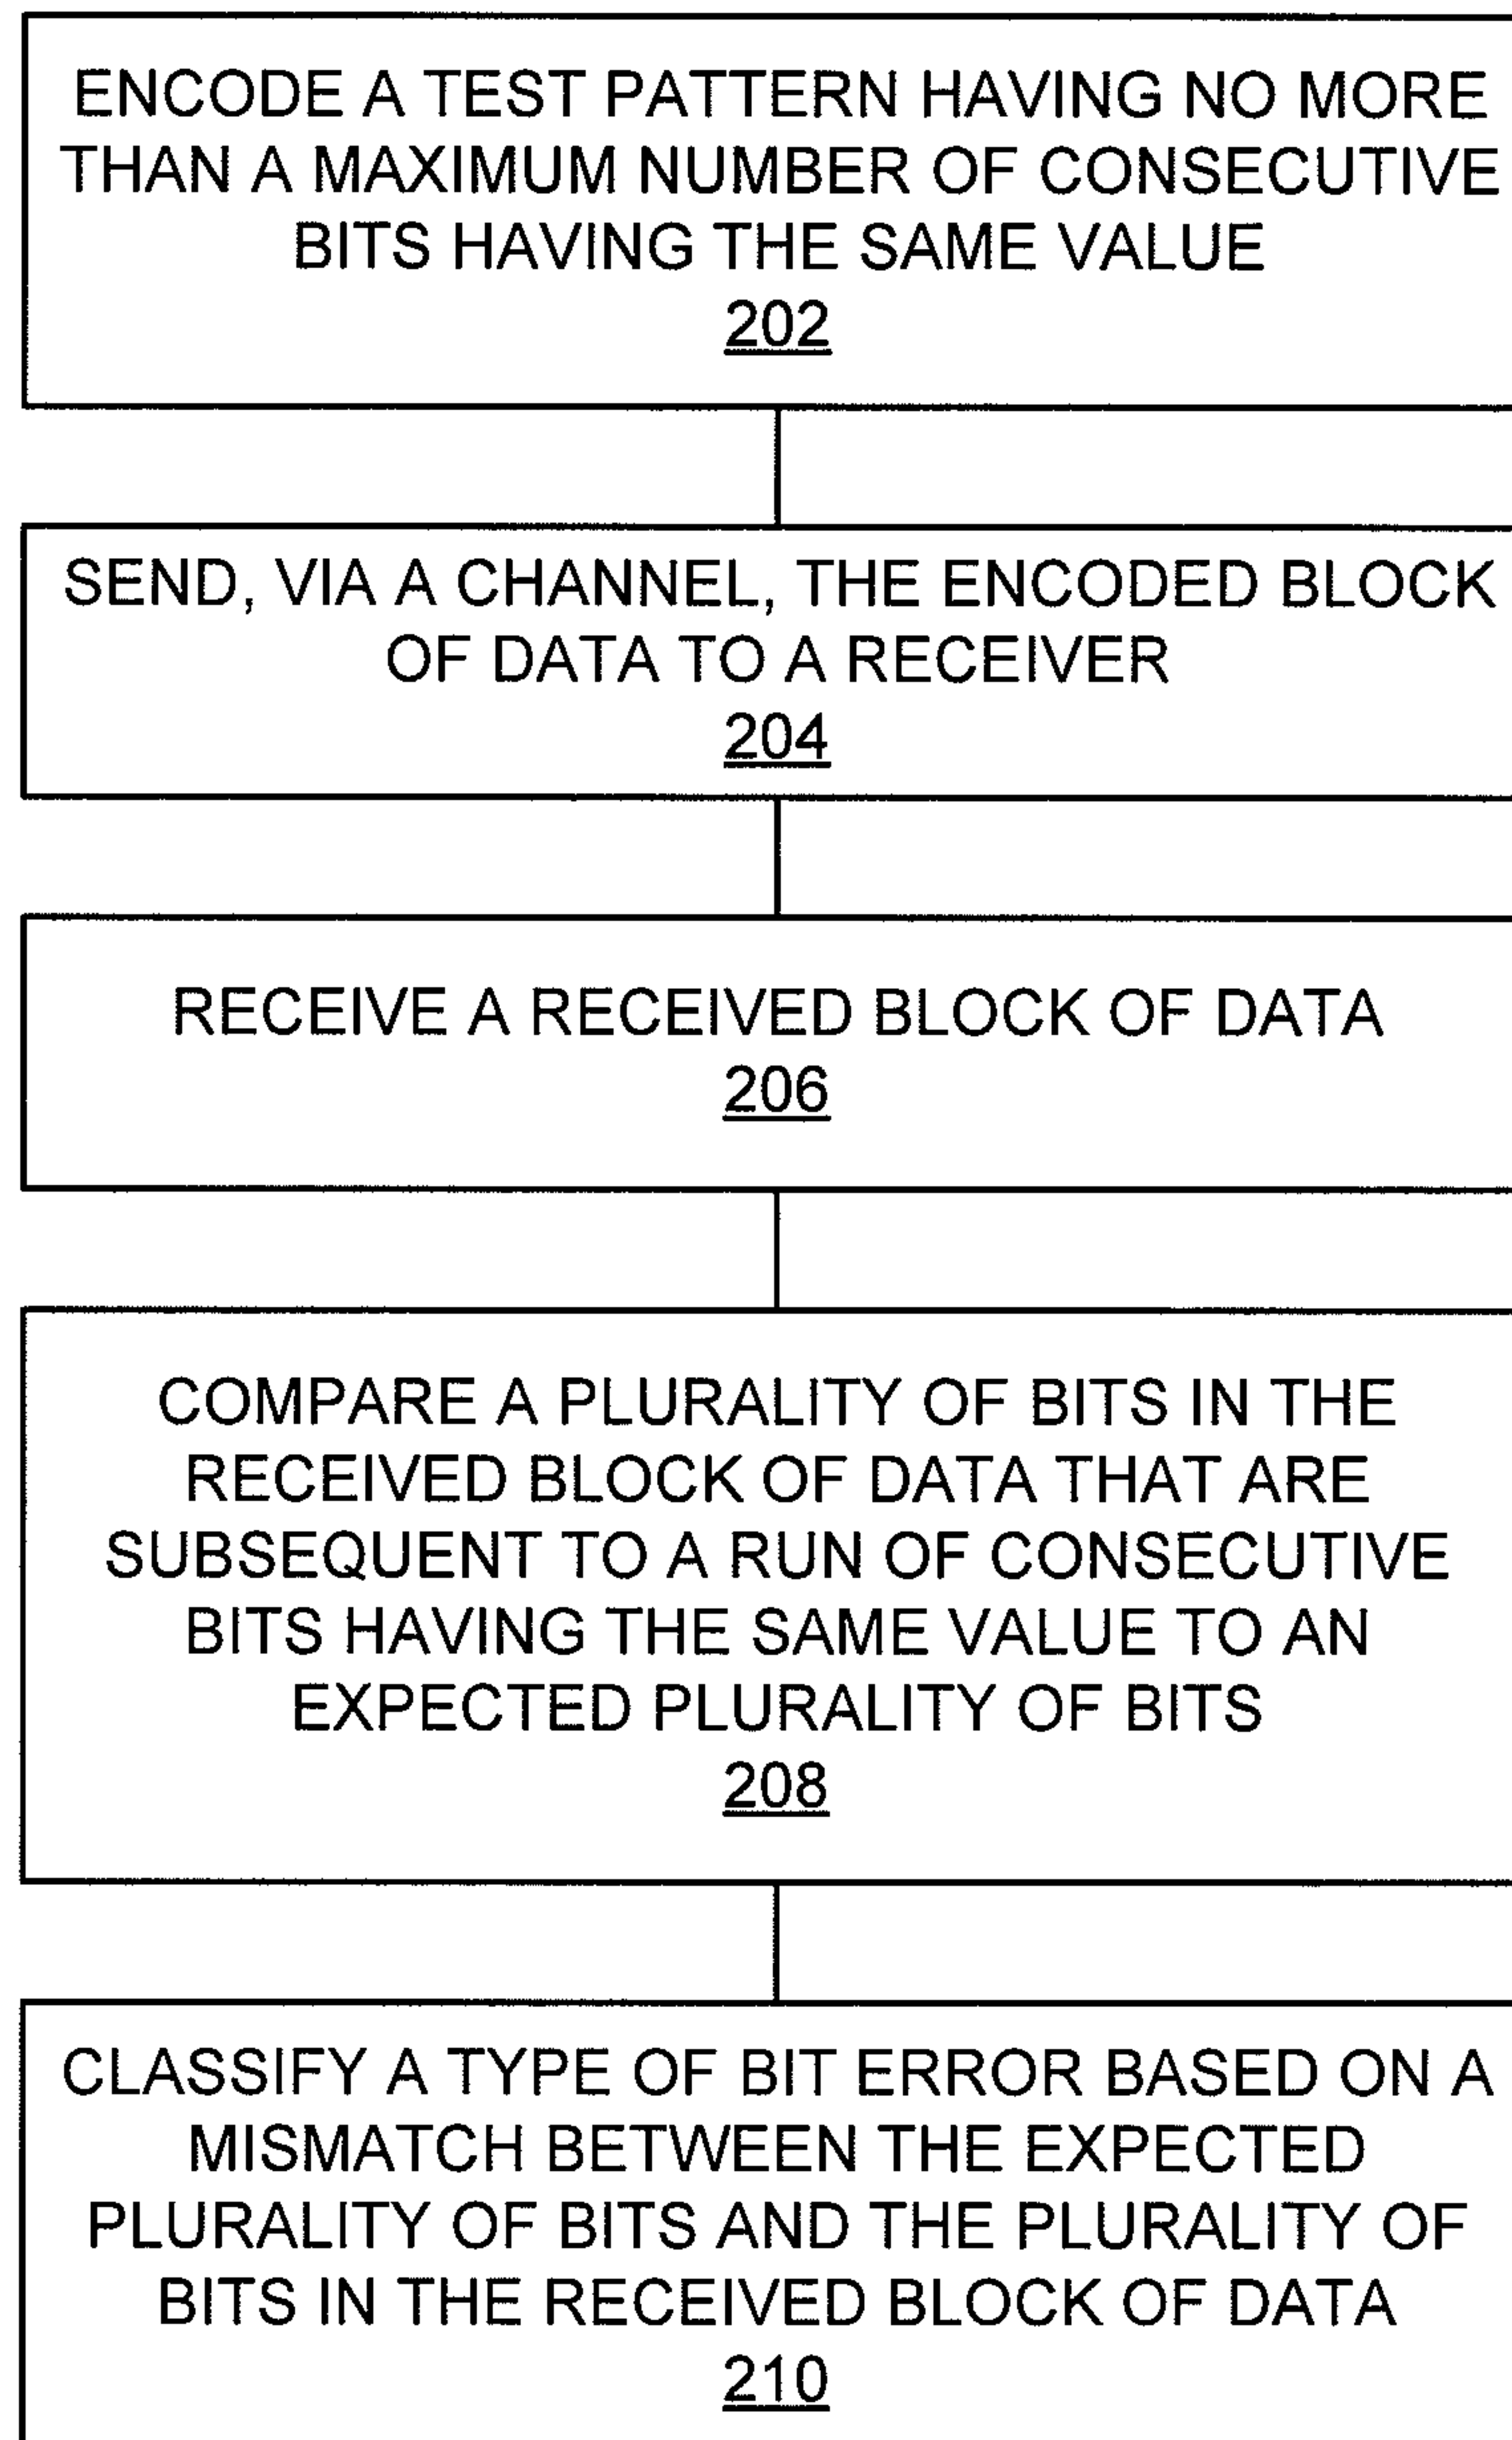 ENCODE A TEST PATTERN HAVING NO MORE
THAN A MAXIMUM NUMBER OF CONSECUTIVE
BITS HAVING THE SAME VALUE
202
SEND, VIA A CHANNEL, THE ENCODED BLOCK
OF DATA TO A RECEIVER
204
RECEIVE A RECEIVED BLOCK OF DATA
206
COMPARE A PLURALITY OF BITS IN THE
RECEIVED BLOCK OF DATA THAT ARE
SUBSEQUENT TO A RUN OF CONSECUTIVE
BITS HAVING THE SAME VALUE TO AN
EXPECTED PLURALITY OF BITS
208
CLASSIFY A TYPE OF BIT ERROR BASED ON A
MISMATCH BETWEEN THE EXPECTED
PLURALITY OF BITS AND THE PLURALITY OF
BITS IN THE RECEIVED BLOCK OF DATA
210